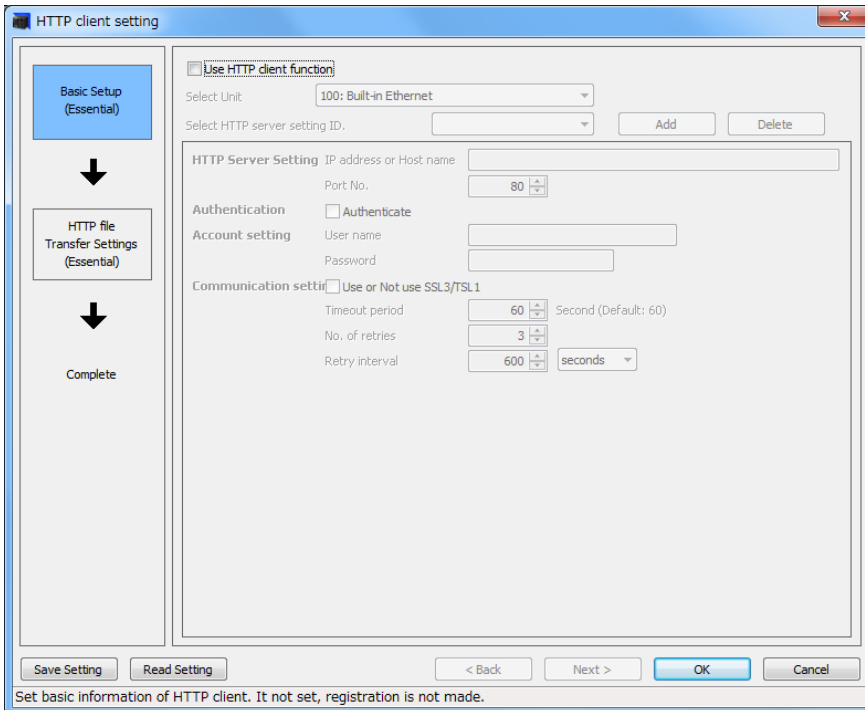 HTTP client setting
Basic Setup
(Essential)
HTTP file
Transfer Settings
(Essential)
Complete
Use HTTP client function
Select Unit 100: Built-in Ethernet
Select HTTP server setting ID. Add Delete
HTTP Server Setting IP address or Host name
Port No. 80
Authentication Authenticate
Account setting User name
Password
Communication settin Use or Not use SSL3/TSL1
Timeout period 60 Second (Default: 60)
No. of retries 3
Retry interval 600 seconds
Save Setting Read Setting < Back Next > OK Cancel
Set basic information of HTTP client. It not set, registration is not made.